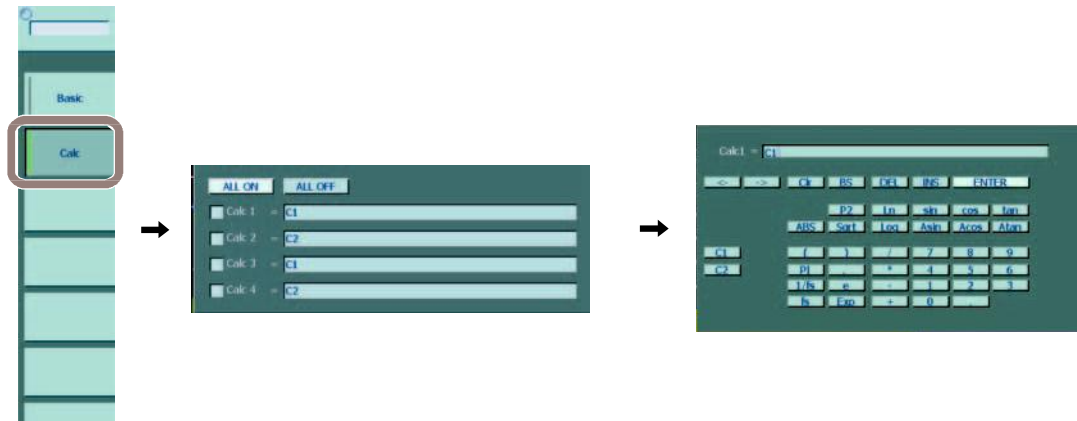 Basic
Calc
ALL ON ALL OFF
Calc 1 = C1
Calc 2 = C2
Calc 3 = C1
Calc 4 = C2
Calc1 = C1
<- -> Clr BS DEL INS ENTER
P2 Ln sin cos tan
ABS Sqrt Log Asin Acos Atan
C1 ( ) / 7 8 9
C2 PI , * 4 5 6
1/fs e - 1 2 3
fs Exp + 0 .